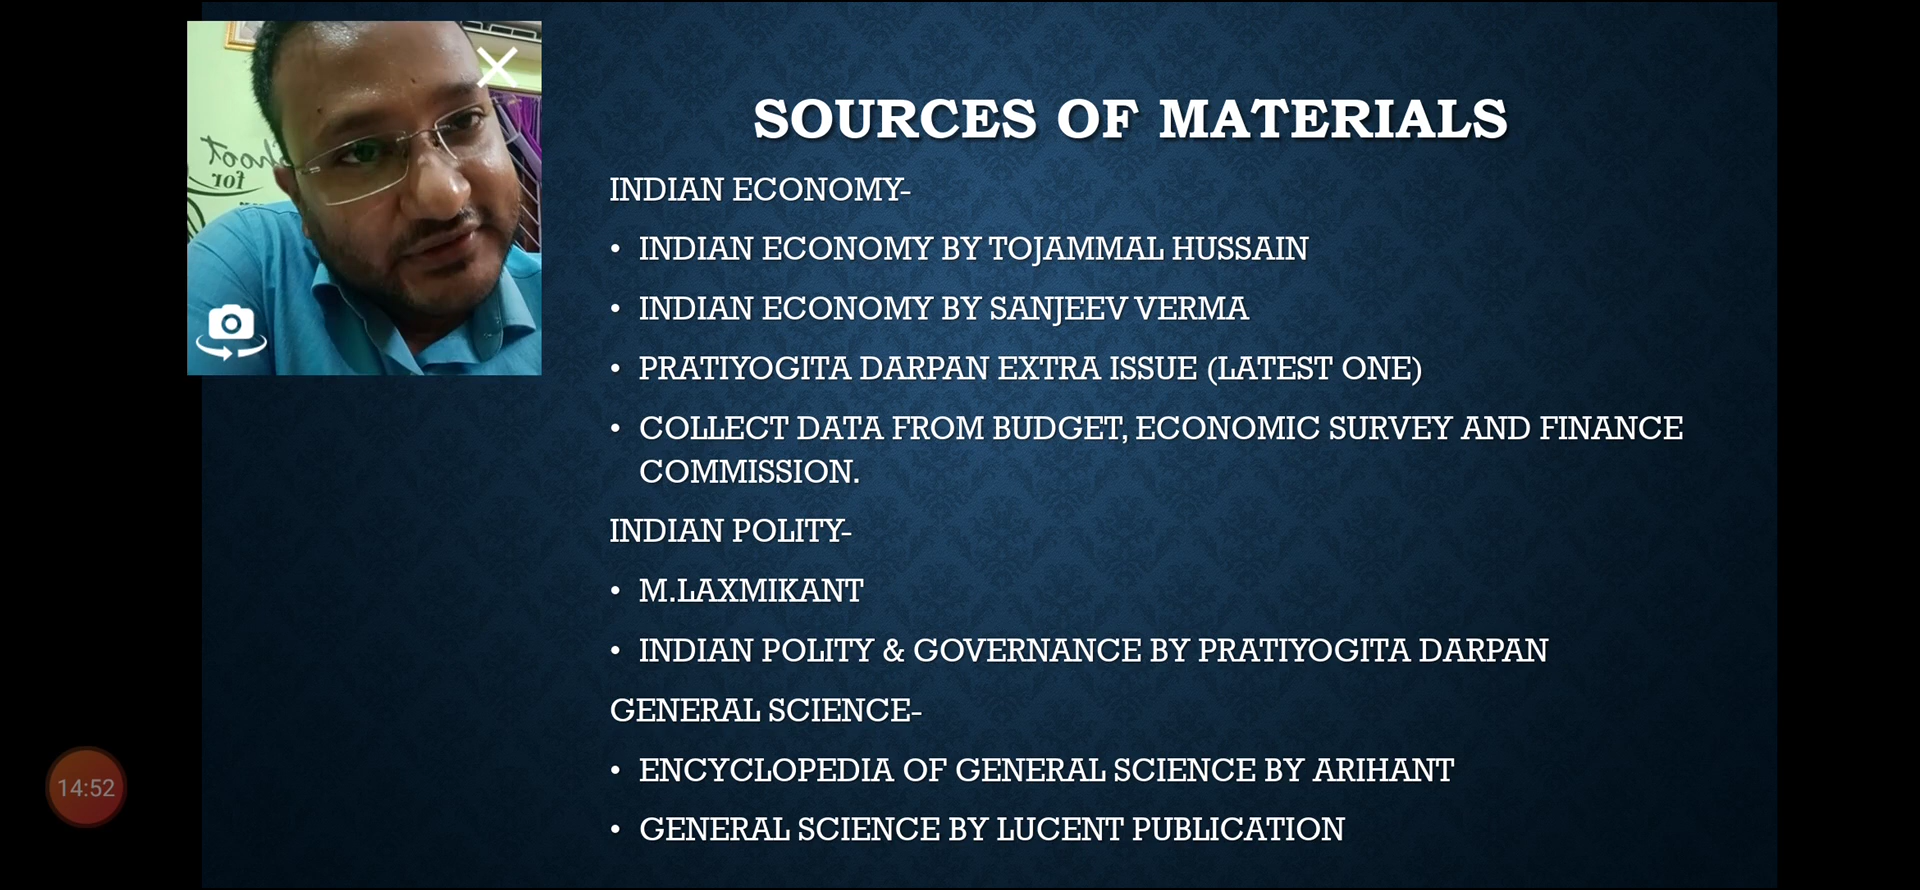 SOURCES OF MATERIALS
INDIAN ECONOMY-
• INDIAN ECONOMY BY TOJAMMAL HUSSAIN
• INDIAN ECONOMY BY SANJEEV VERMA
• PRATIYOGITA DARPAN EXTRA ISSUE (LATEST ONE)
• COLLECT DATA FROM BUDGET, ECONOMIC SURVEY AND FINANCE
COMMISSION.
INDIAN POLITY-
• M.LAXMIKANT
• INDIAN POLITY & GOVERNANCE BY PRATIYOGITA DARPAN
GENERAL SCIENCE-
• ENCYCLOPEDIA OF GENERAL SCIENCE BY ARIHANT
• GENERAL SCIENCE BY LUCENT PUBLICATION
Shoot
for
14:52